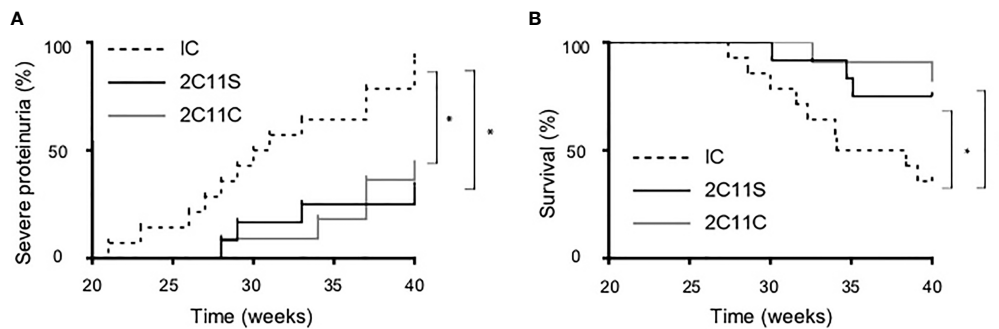 A
Severe proteinuria (%)
100
50
0
IC
2C11S
2C11C
*
*
20 25 30 35 40
Time (weeks)
B
Survival (%)
100
50
0
IC
2C11S
2C11C
*
*
20 25 30 35 40
Time (weeks)